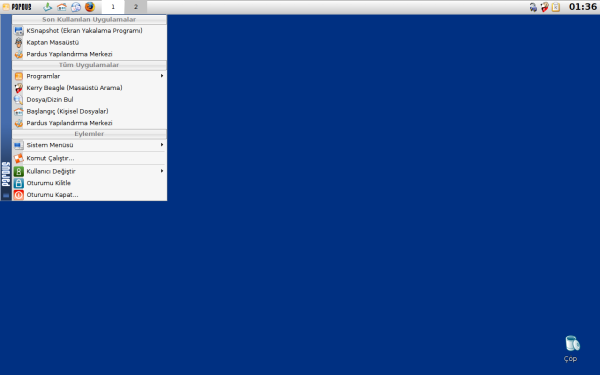 PARDUS 1 2 01:36
Son Kullanılan Uygulamalar
KSnapshot (Ekran Yakalama Programı)
Kaptan Masaüstü
Pardus Yapılandırma Merkezi
Tüm Uygulamalar
Programlar
Kerry Beagle (Masaüstü Arama)
Dosya/Dizin Bul
Başlangıç (Kişisel Dosyalar)
Pardus Yapılandırma Merkezi
Eylemler
Sistem Menüsü
Komut Çalıştır...
Kullanıcı Değiştir
Oturumu Kilitle
Oturumu Kapat...
PARDUS
Çöp